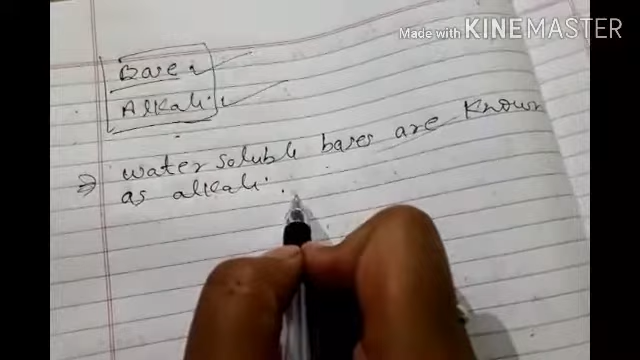 Made with KINEMASTER
Base
Alkali
⇒ water soluble bases are known
as alkali.